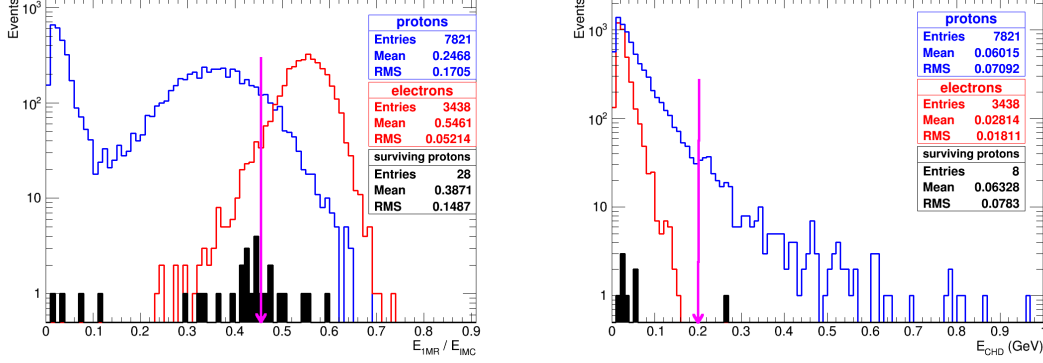 Events
10³
10²
10
1
0 0.1 0.2 0.3 0.4 0.5 0.6 0.7 0.8 0.9
E1MR / EIMC
protons
Entries 7821
Mean 0.2468
RMS 0.1705
electrons
Entries 3438
Mean 0.5461
RMS 0.05214
surviving protons
Entries 28
Mean 0.3871
RMS 0.1487
Events
10³
10²
10
1
0 0.1 0.2 0.3 0.4 0.5 0.6 0.7 0.8 0.9 1
ECHD (GeV)
protons
Entries 7821
Mean 0.06015
RMS 0.07092
electrons
Entries 3438
Mean 0.02814
RMS 0.01811
surviving protons
Entries 8
Mean 0.06328
RMS 0.0783